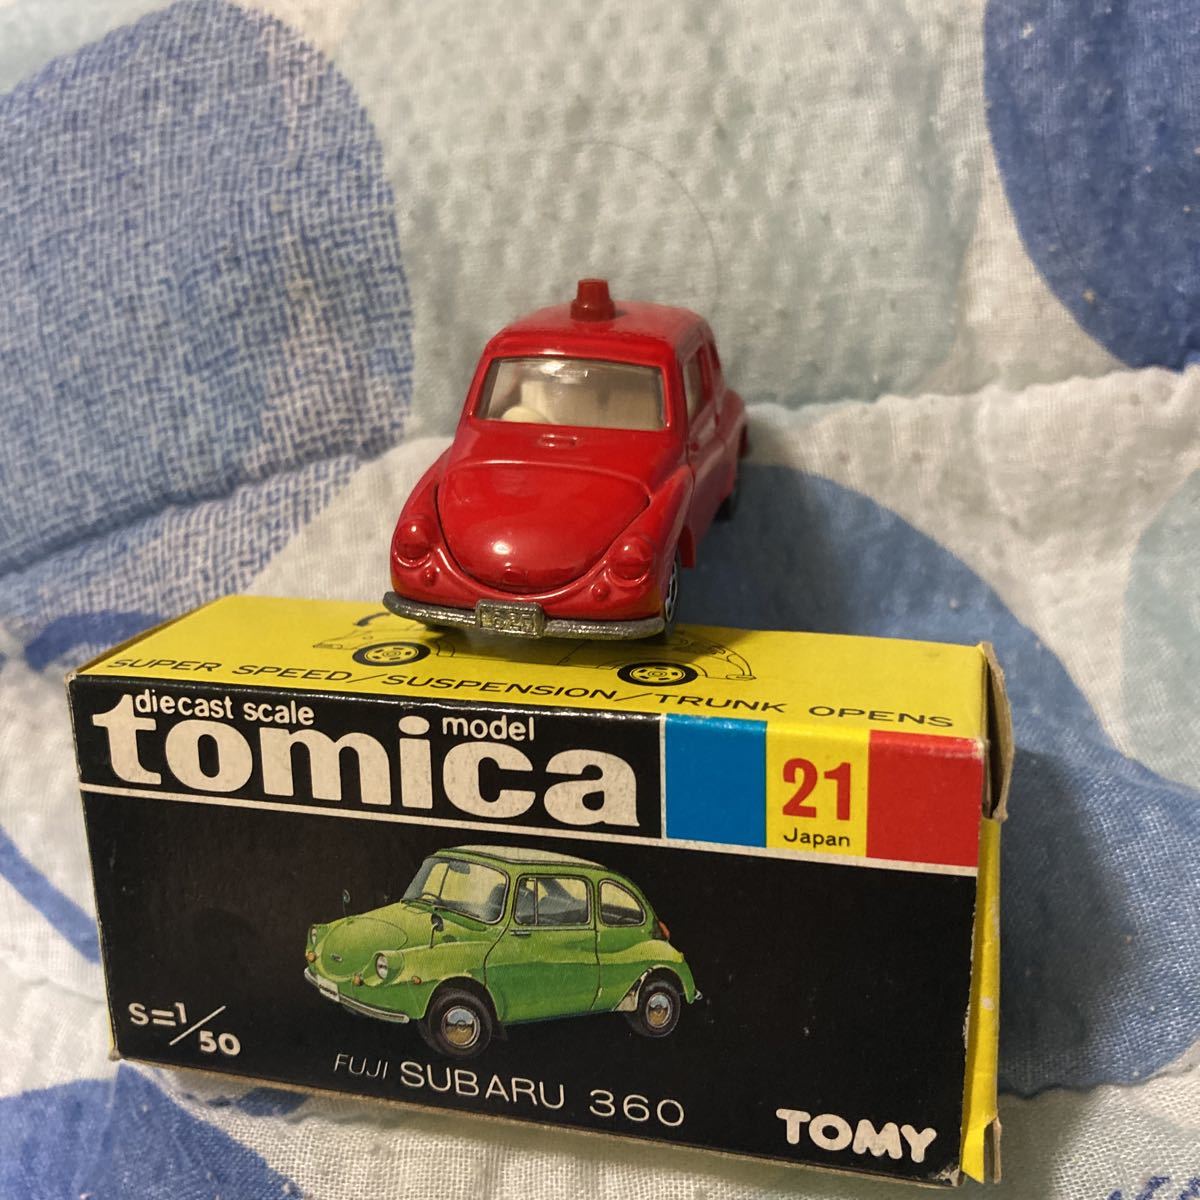 SUPER SPEED/SUSPENSION/TRUNK OPENS
diecast scale model
tomica
21
Japan
S=1/50
FUJI SUBARU 360
TOMY